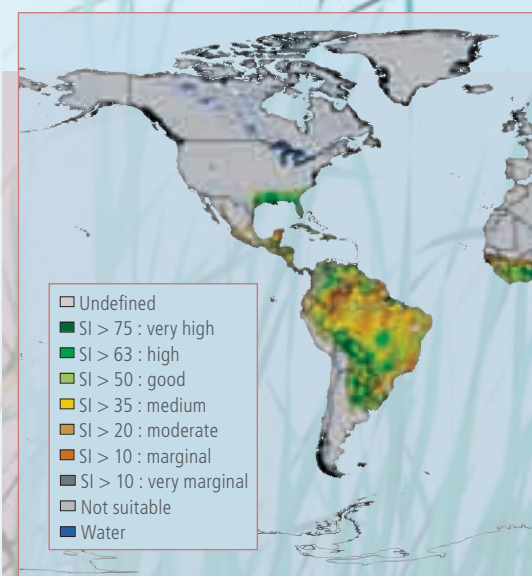 Undefined
SI > 75 : very high
SI > 63 : high
SI > 50 : good
SI > 35 : medium
SI > 20 : moderate
SI > 10 : marginal
SI > 10 : very marginal
Not suitable
Water